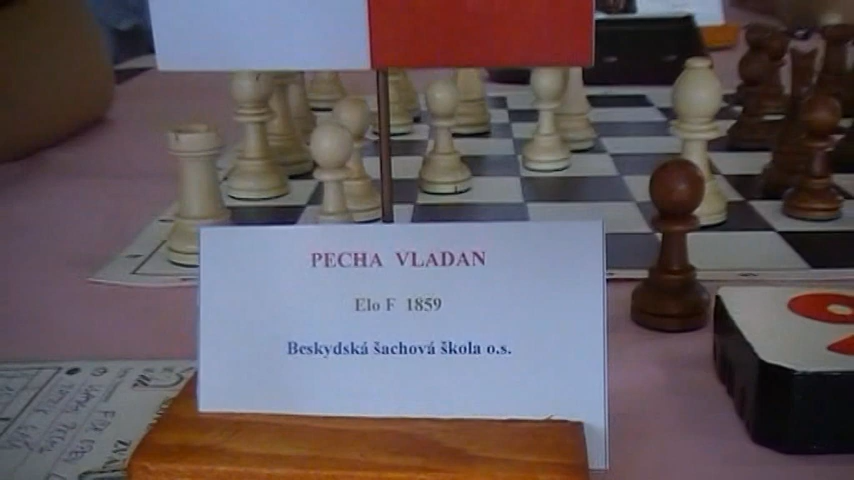 PECHA VLADAN
Elo F 1859
Beskydská šachová škola o.s.